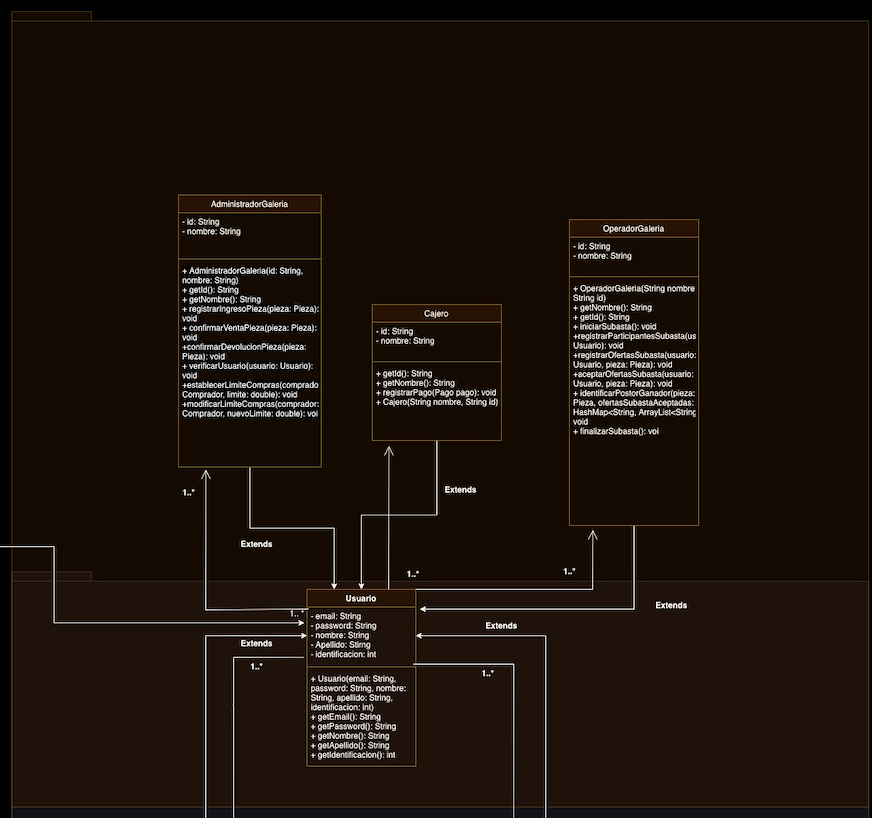 AdministradorGaleria
- id: String
- nombre: String
+ AdministradorGaleria(id: String,
nombre: String)
+ getId(): String
+ getNombre(): String
+ registrarIngresoPieza(pieza: Pieza):
void
+ confirmarVentaPieza(pieza: Pieza):
void
+confirmarDevolucionPieza(pieza:
Pieza): void
+ verificarUsuario(usuario: Usuario):
void
+establecerLimiteCompras(comprado
Comprador, limite: double): void
+modificarLimiteCompras(comprador:
Comprador, nuevoLimite: double): voi
Cajero
- id: String
- nombre: String
+ getId(): String
+ getNombre(): String
+ registrarPago(Pago pago): void
+ Cajero(String nombre, String id)
OperadorGaleria
- id: String
- nombre: String
+ OperadorGaleria(String nombre
String id)
+ getNombre(): String
+ getId(): String
+ iniciarSubasta(): void
+registrarParticipantesSubasta(us
Usuario): void
+registrarOfertasSubasta(usuario:
Usuario, pieza: Pieza): void
+aceptarOfertasSubasta(usuario:
Usuario, pieza: Pieza): void
+ identificarPostorGanador(pieza:
Pieza, ofertasSubastaAceptadas:
HashMap<String, ArrayList<String
void
+ finalizarSubasta(): voi
1..*
Extends
Extends
1..*
1..*
Extends
Usuario
1..*
- email: String
- password: String
- nombre: String
- Apellido: Stirng
- identificacion: int
Extends
Extends
1..*
1..*
+ Usuario(email: String,
password: String, nombre:
String, apellido: String,
identificacion: int)
+ getEmail(): String
+ getPassword(): String
+ getNombre(): String
+ getApellido(): String
+ getIdentificacion(): int